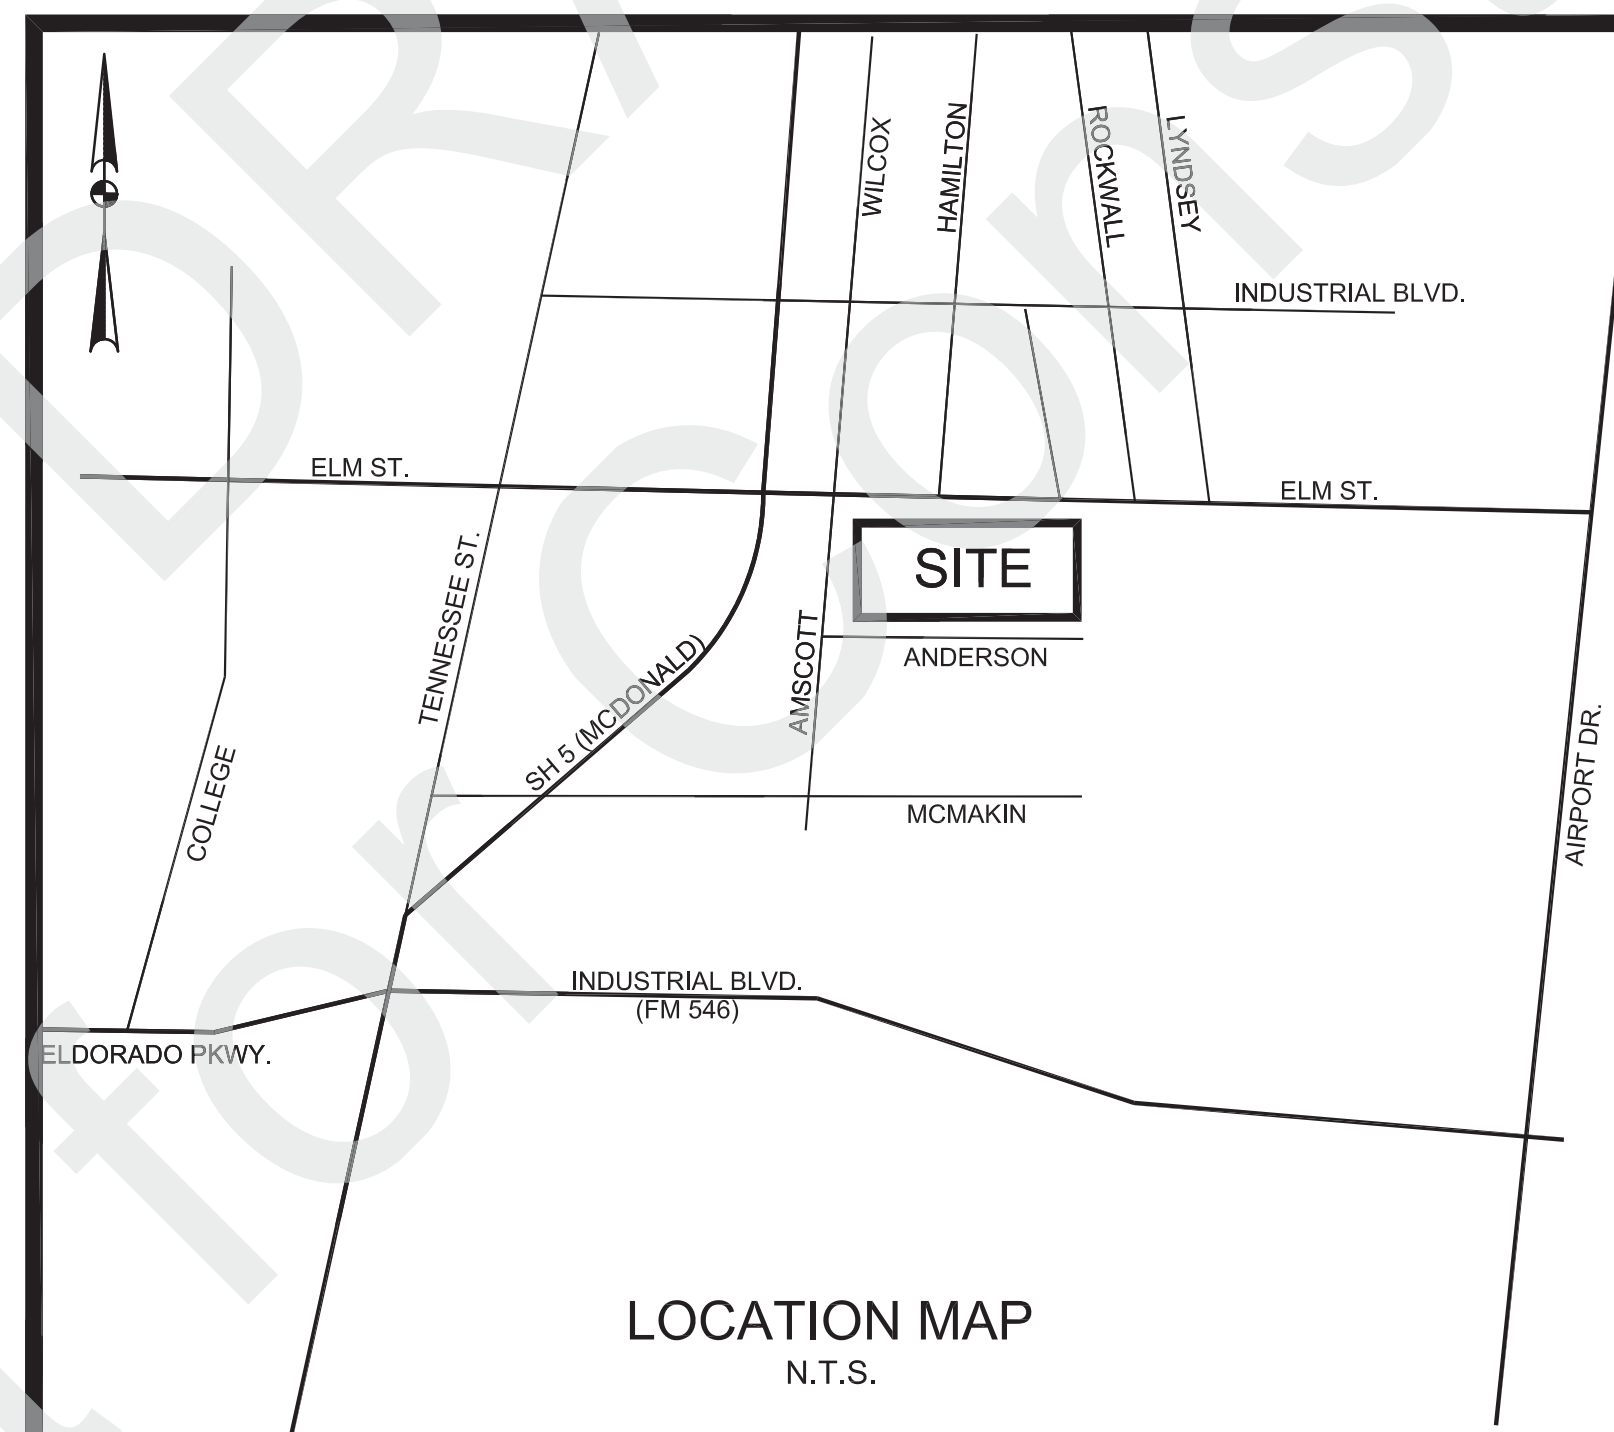 WILCOX
HAMILTON
ROCKWALL
LYNDSEY
INDUSTRIAL BLVD.
ELM ST.
ELM ST.
TENNESSEE ST.
SITE
SH 5 (MCDONALD)
AMSCOTT
ANDERSON
COLLEGE
MCMAKIN
AIRPORT DR.
INDUSTRIAL BLVD.
(FM 546)
ELDORADO PKWY.
LOCATION MAP
N.T.S.